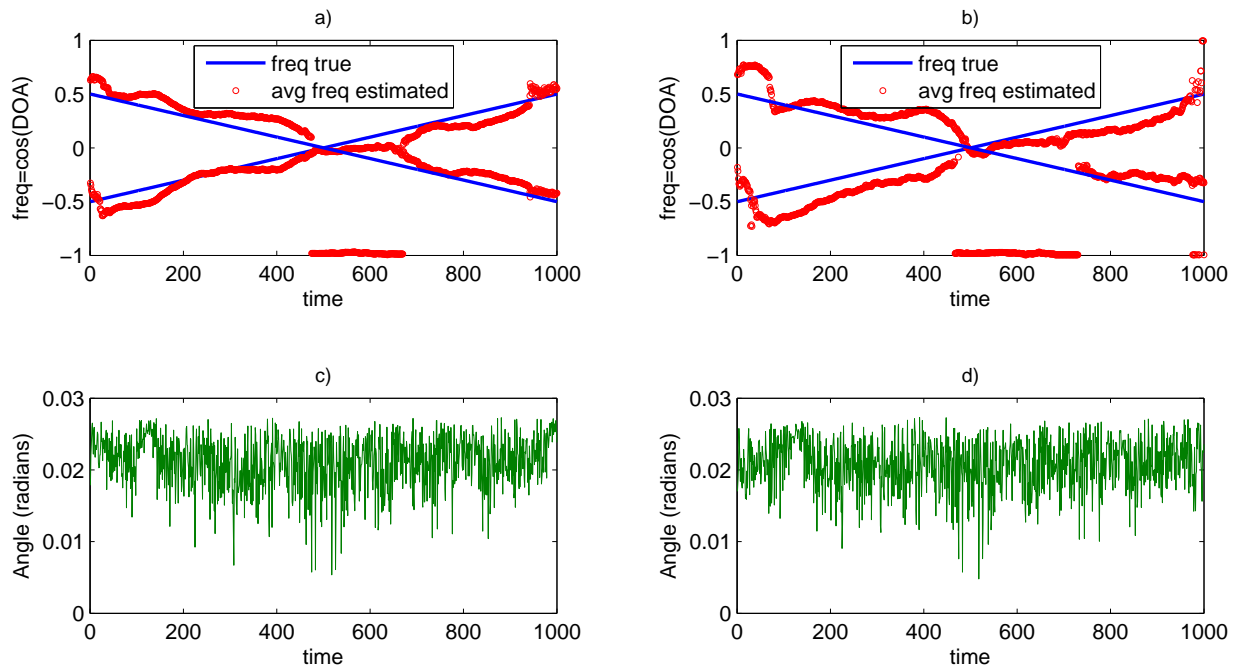 a)
freq=cos(DOA)
1
0.5
0
−0.5
−1
freq true
avg freq estimated
0
200
400
600
800
1000
time
b)
freq=cos(DOA)
1
0.5
0
−0.5
−1
freq true
avg freq estimated
0
200
400
600
800
1000
time
c)
Angle (radians)
0.03
0.02
0.01
0
0
200
400
600
800
1000
time
d)
Angle (radians)
0.03
0.02
0.01
0
0
200
400
600
800
1000
time